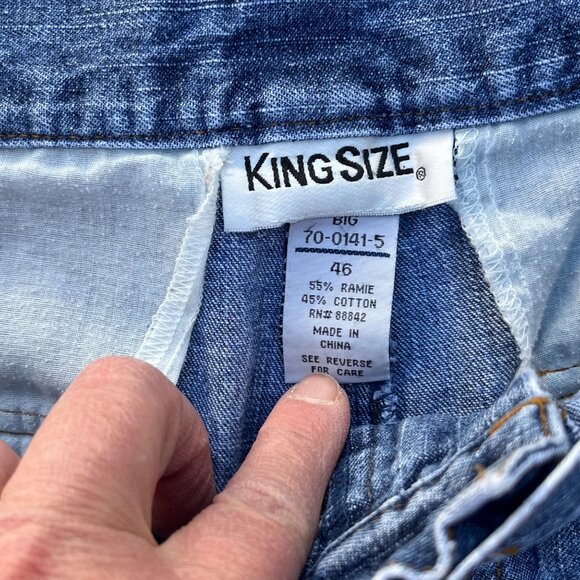 KINGSIZE®
BIG
70-0141-5
46
55% RAMIE
45% COTTON
RN# 88842
MADE IN
CHINA
SEE REVERSE
FOR CARE